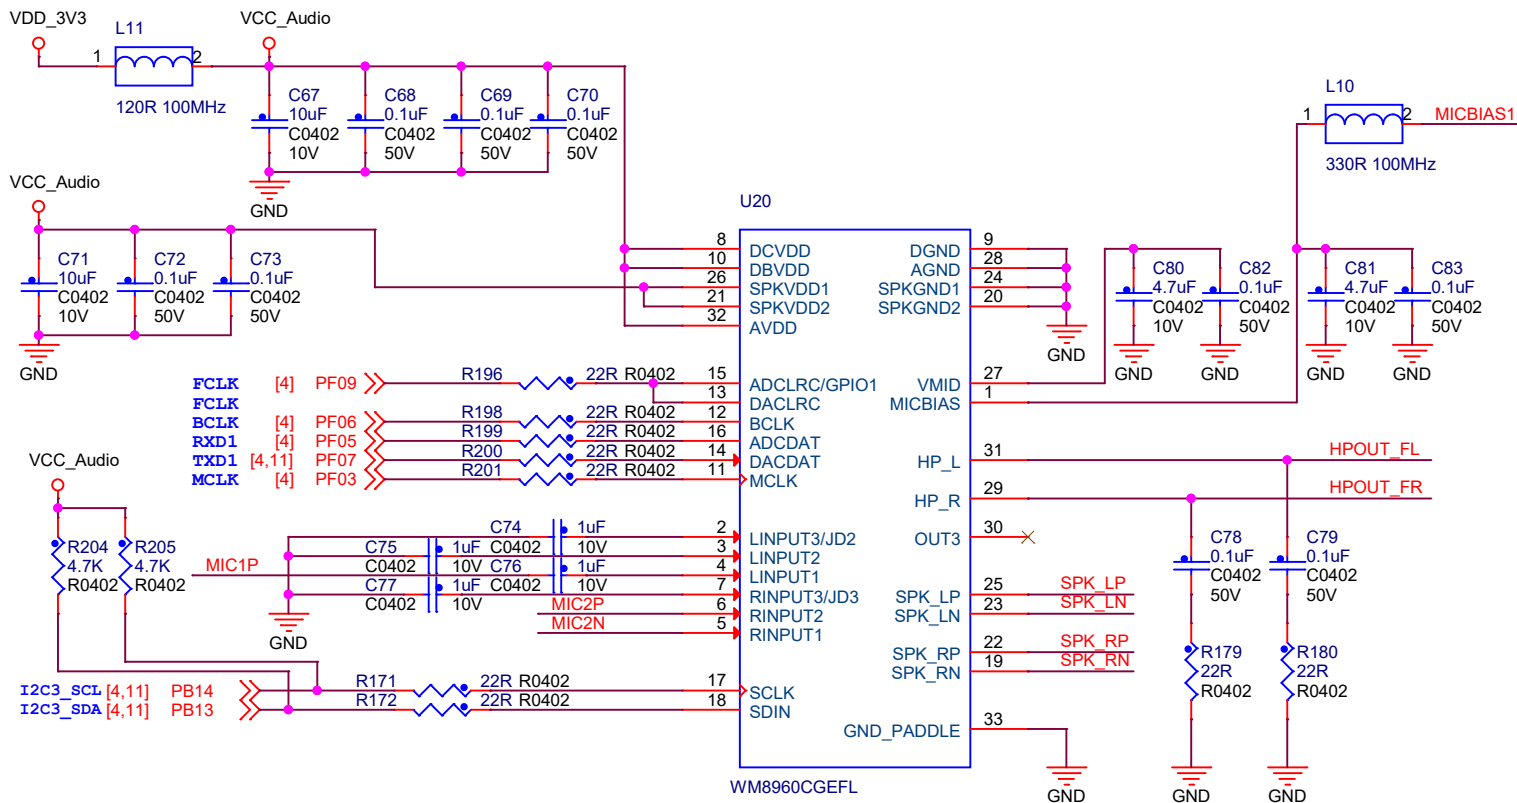 VDD_3V3
L11
1
2
120R 100MHz
VCC_Audio
C67
10uF
C0402
10V
C68
0.1uF
C0402
50V
C69
0.1uF
C0402
50V
C70
0.1uF
C0402
50V
GND
L10
1
2
330R 100MHz
MICBIAS1
VCC_Audio
C71
10uF
C0402
10V
C72
0.1uF
C0402
50V
C73
0.1uF
C0402
50V
GND
U20
8 DCVDD
10 DBVDD
26 SPKVDD1
21 SPKVDD2
32 AVDD
DGND 9
AGND 28
SPKGND1 24
SPKGND2 20
GND
C80
4.7uF
C0402
10V
GND
C82
0.1uF
C0402
50V
GND
C81
4.7uF
C0402
10V
GND
C83
0.1uF
C0402
50V
GND
FCLK [4] PF09 R196 22R R0402 15 ADCLRC/GPIO1
FCLK 13 DACLRC
BCLK [4] PF06 R198 22R R0402 12 BCLK
RXD1 [4] PF05 R199 22R R0402 16 ADCDAT
TXD1 [4,11] PF07 R200 22R R0402 14 DACDAT
MCLK [4] PF03 R201 22R R0402 11 MCLK
VMID 27
MICBIAS 1
HP_L 31 HPOUT_FL
HP_R 29 HPOUT_FR
OUT3 30
VCC_Audio
R204
4.7K
R0402
R205
4.7K
R0402
C74 1uF
C0402 10V
C75 1uF
C0402 10V
C76 1uF
C0402 10V
C77 1uF
C0402 10V
MIC1P
GND
MIC2P
MIC2N
2 LINPUT3/JD2
3 LINPUT2
4 LINPUT1
7 RINPUT3/JD3
6 RINPUT2
5 RINPUT1
SPK_LP 25 SPK_LP
SPK_LN 23 SPK_LN
SPK_RP 22 SPK_RP
SPK_RN 19 SPK_RN
C78
0.1uF
C0402
50V
C79
0.1uF
C0402
50V
R179
22R
R0402
R180
22R
R0402
I2C3_SCL [4,11] PB14 R171 22R R0402 17 SCLK
I2C3_SDA [4,11] PB13 R172 22R R0402 18 SDIN
GND_PADDLE 33
WM8960CGEFL
GND
GND
GND